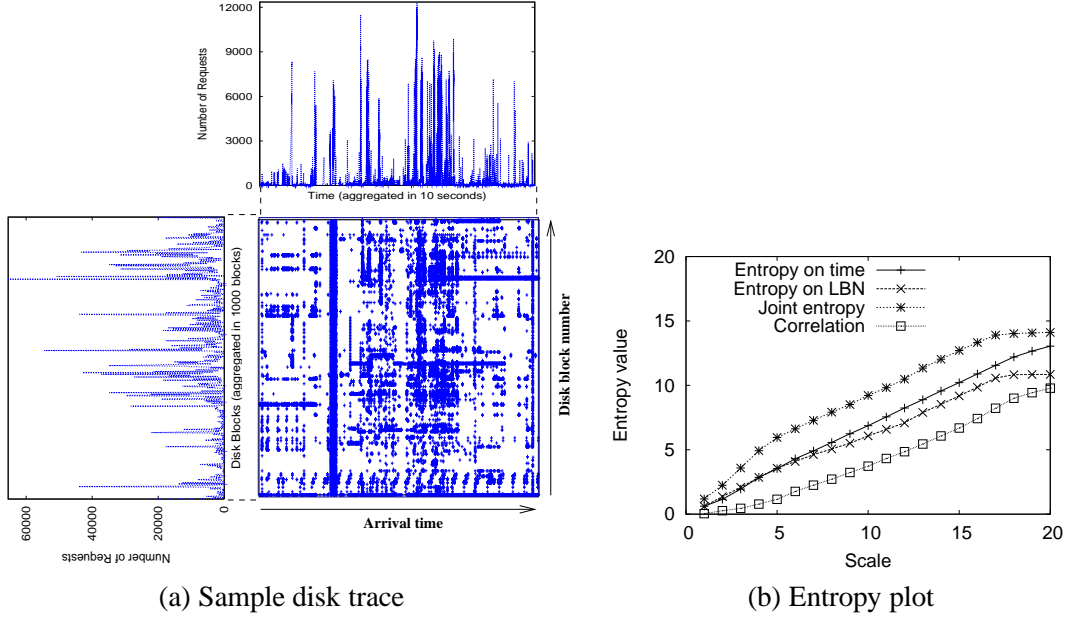 12000
9000
6000
3000
0
Number of Requests
Time (aggregated in 10 seconds)
60000
40000
20000
0
Number of Requests
Disk Blocks (aggregated in 1000 blocks)
Disk block number
Arrival time
(a) Sample disk trace
20
15
10
5
0
Entropy value
Entropy on time
Entropy on LBN
Joint entropy
Correlation
0
5
10
15
20
Scale
(b) Entropy plot